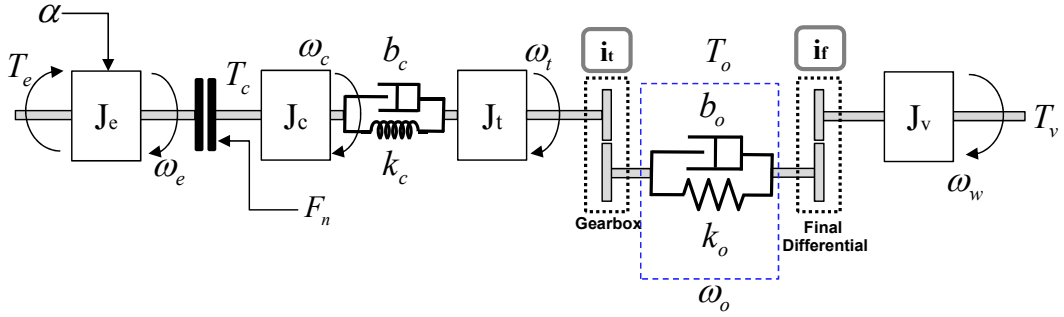 α
T_e
J_e
ω_e
T_c
F_n
ω_c
J_c
b_c
k_c
J_t
ω_t
i_t
Gearbox
T_o
b_o
k_o
ω_o
i_f
Final
Differential
J_v
ω_w
T_v